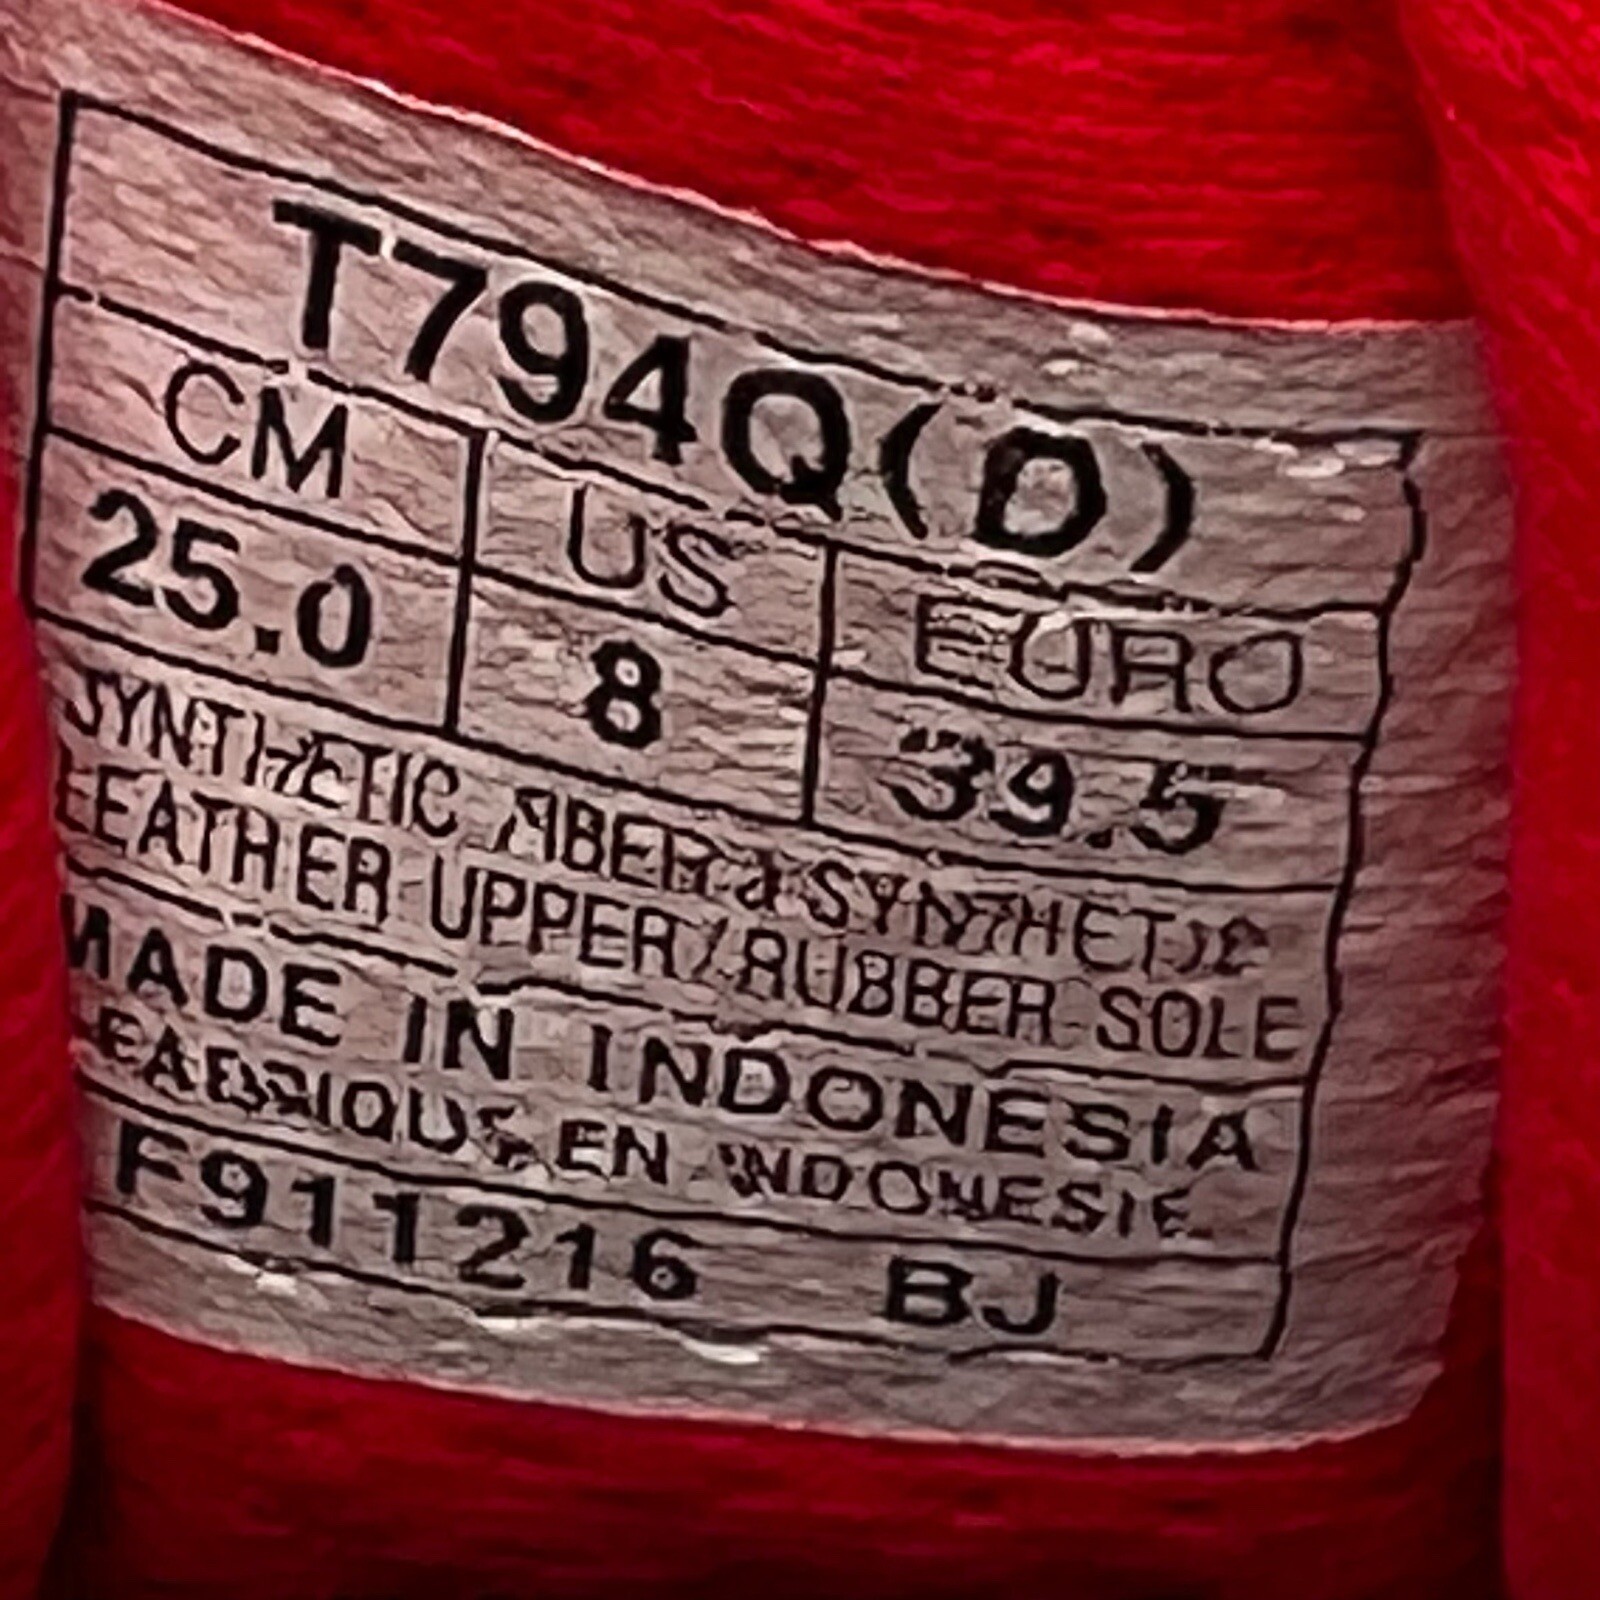 T794Q(D)
CM US EURO
25.0 8 39.5
SYNTHETIC FIBER & SYNTHETIC
LEATHER UPPER/RUBBER SOLE
MADE IN INDONESIA
FABRIQUE EN INDONESIE
F911216 BJ